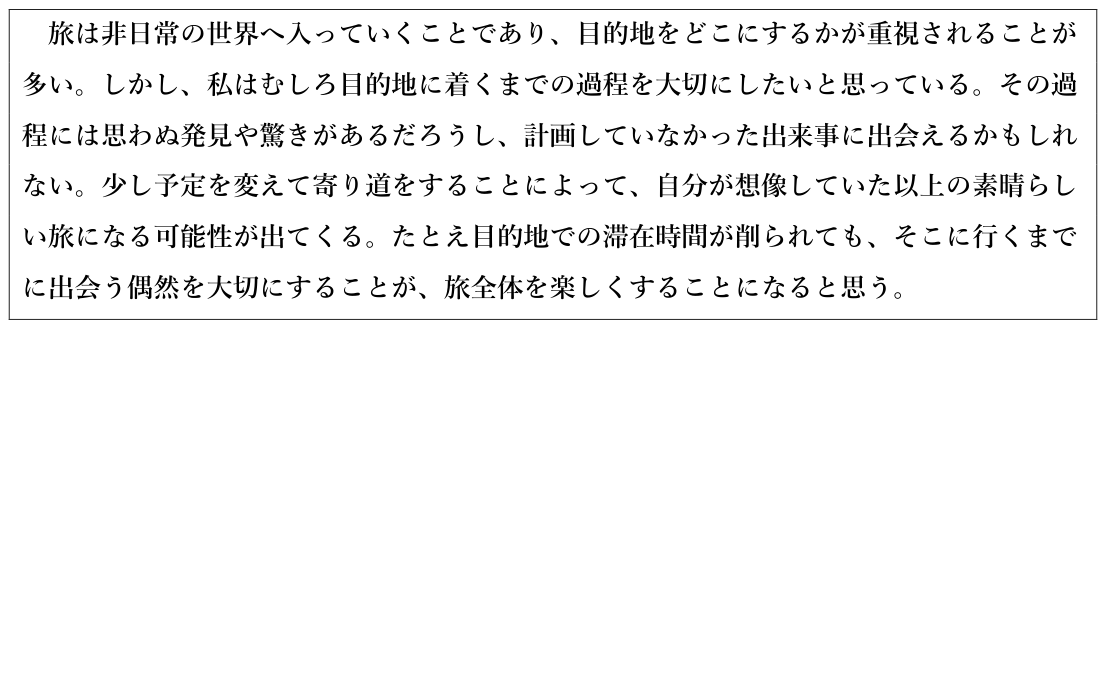 旅は非日常の世界へ入っていくことであり、目的地をどこにするかが重視されることが
多い。しかし、私はむしろ目的地に着くまでの過程を大切にしたいと思っている。その過
程には思わぬ発見や驚きがあるだろうし、計画していなかった出来事に出会えるかもしれ
ない。少し予定を変えて寄り道をすることによって、自分が想像していた以上の素晴らし
い旅になる可能性が出てくる。たとえ目的地での滞在時間が削られても、そこに行くまで
に出会う偶然を大切にすることが、旅全体を楽しくすることになると思う。